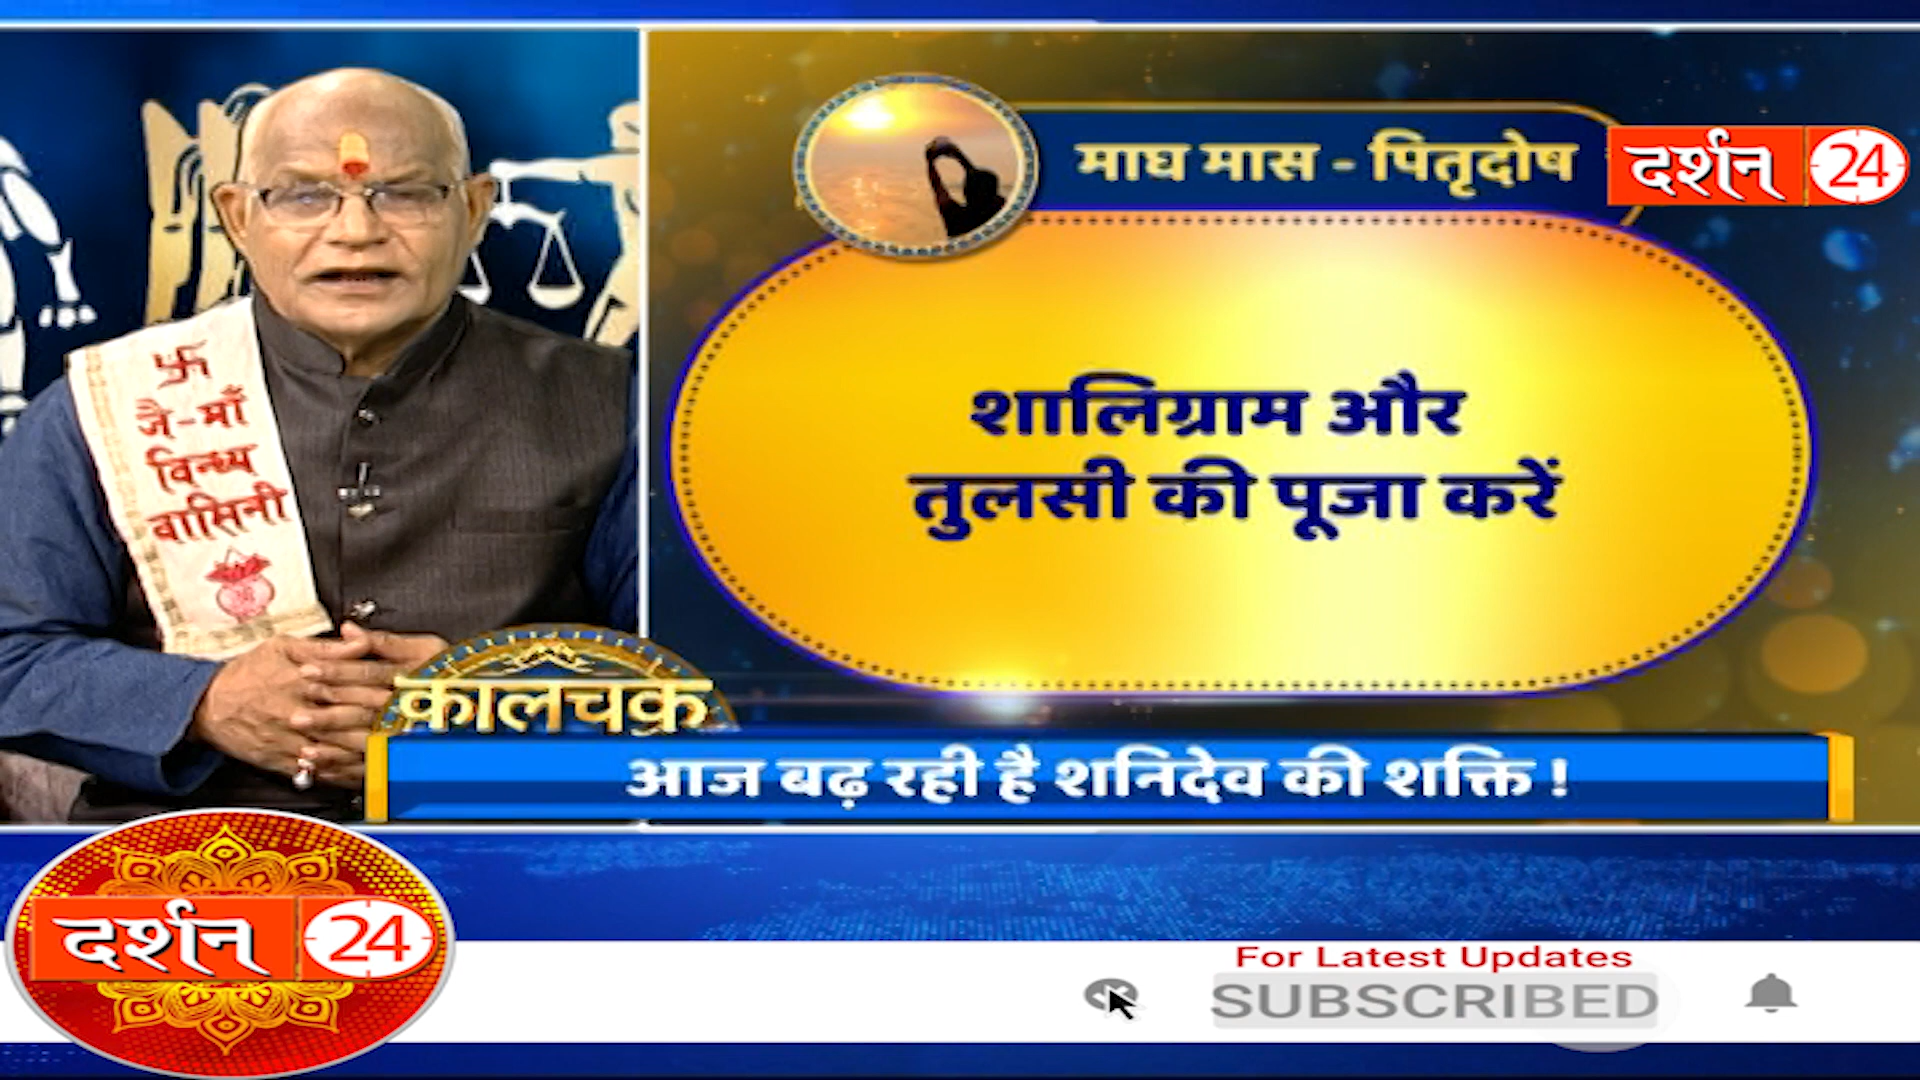 माघ मास - पितृदोष
दर्शन 24
शालिग्राम और
तुलसी की पूजा करें
जै-माँ
विन्ध्य
वासिनी
कालचक्र
आज बढ़ रही है शनिदेव की शक्ति !
दर्शन 24
For Latest Updates
SUBSCRIBED